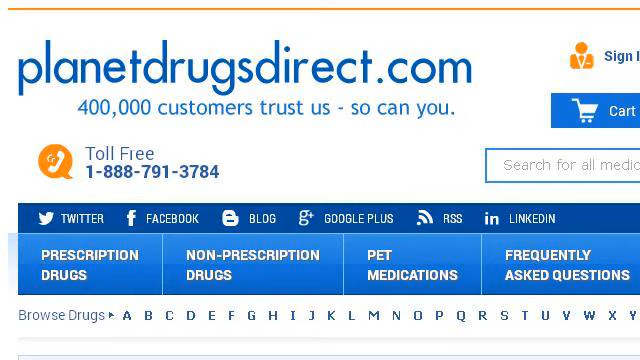 planetdrugsdirect.com
400,000 customers trust us - so can you.
Sign
Cart
Toll Free
1-888-791-3784
Search for all
TWITTER FACEBOOK BLOG GOOGLE PLUS RSS LINKEDIN
PRESCRIPTION DRUGS
NON-PRESCRIPTION DRUGS
PET MEDICATIONS
FREQUENTLY ASKED QUESTIONS
Browse Drugs A B C D E F G H I J K L M N O P Q R S T U V W X Y